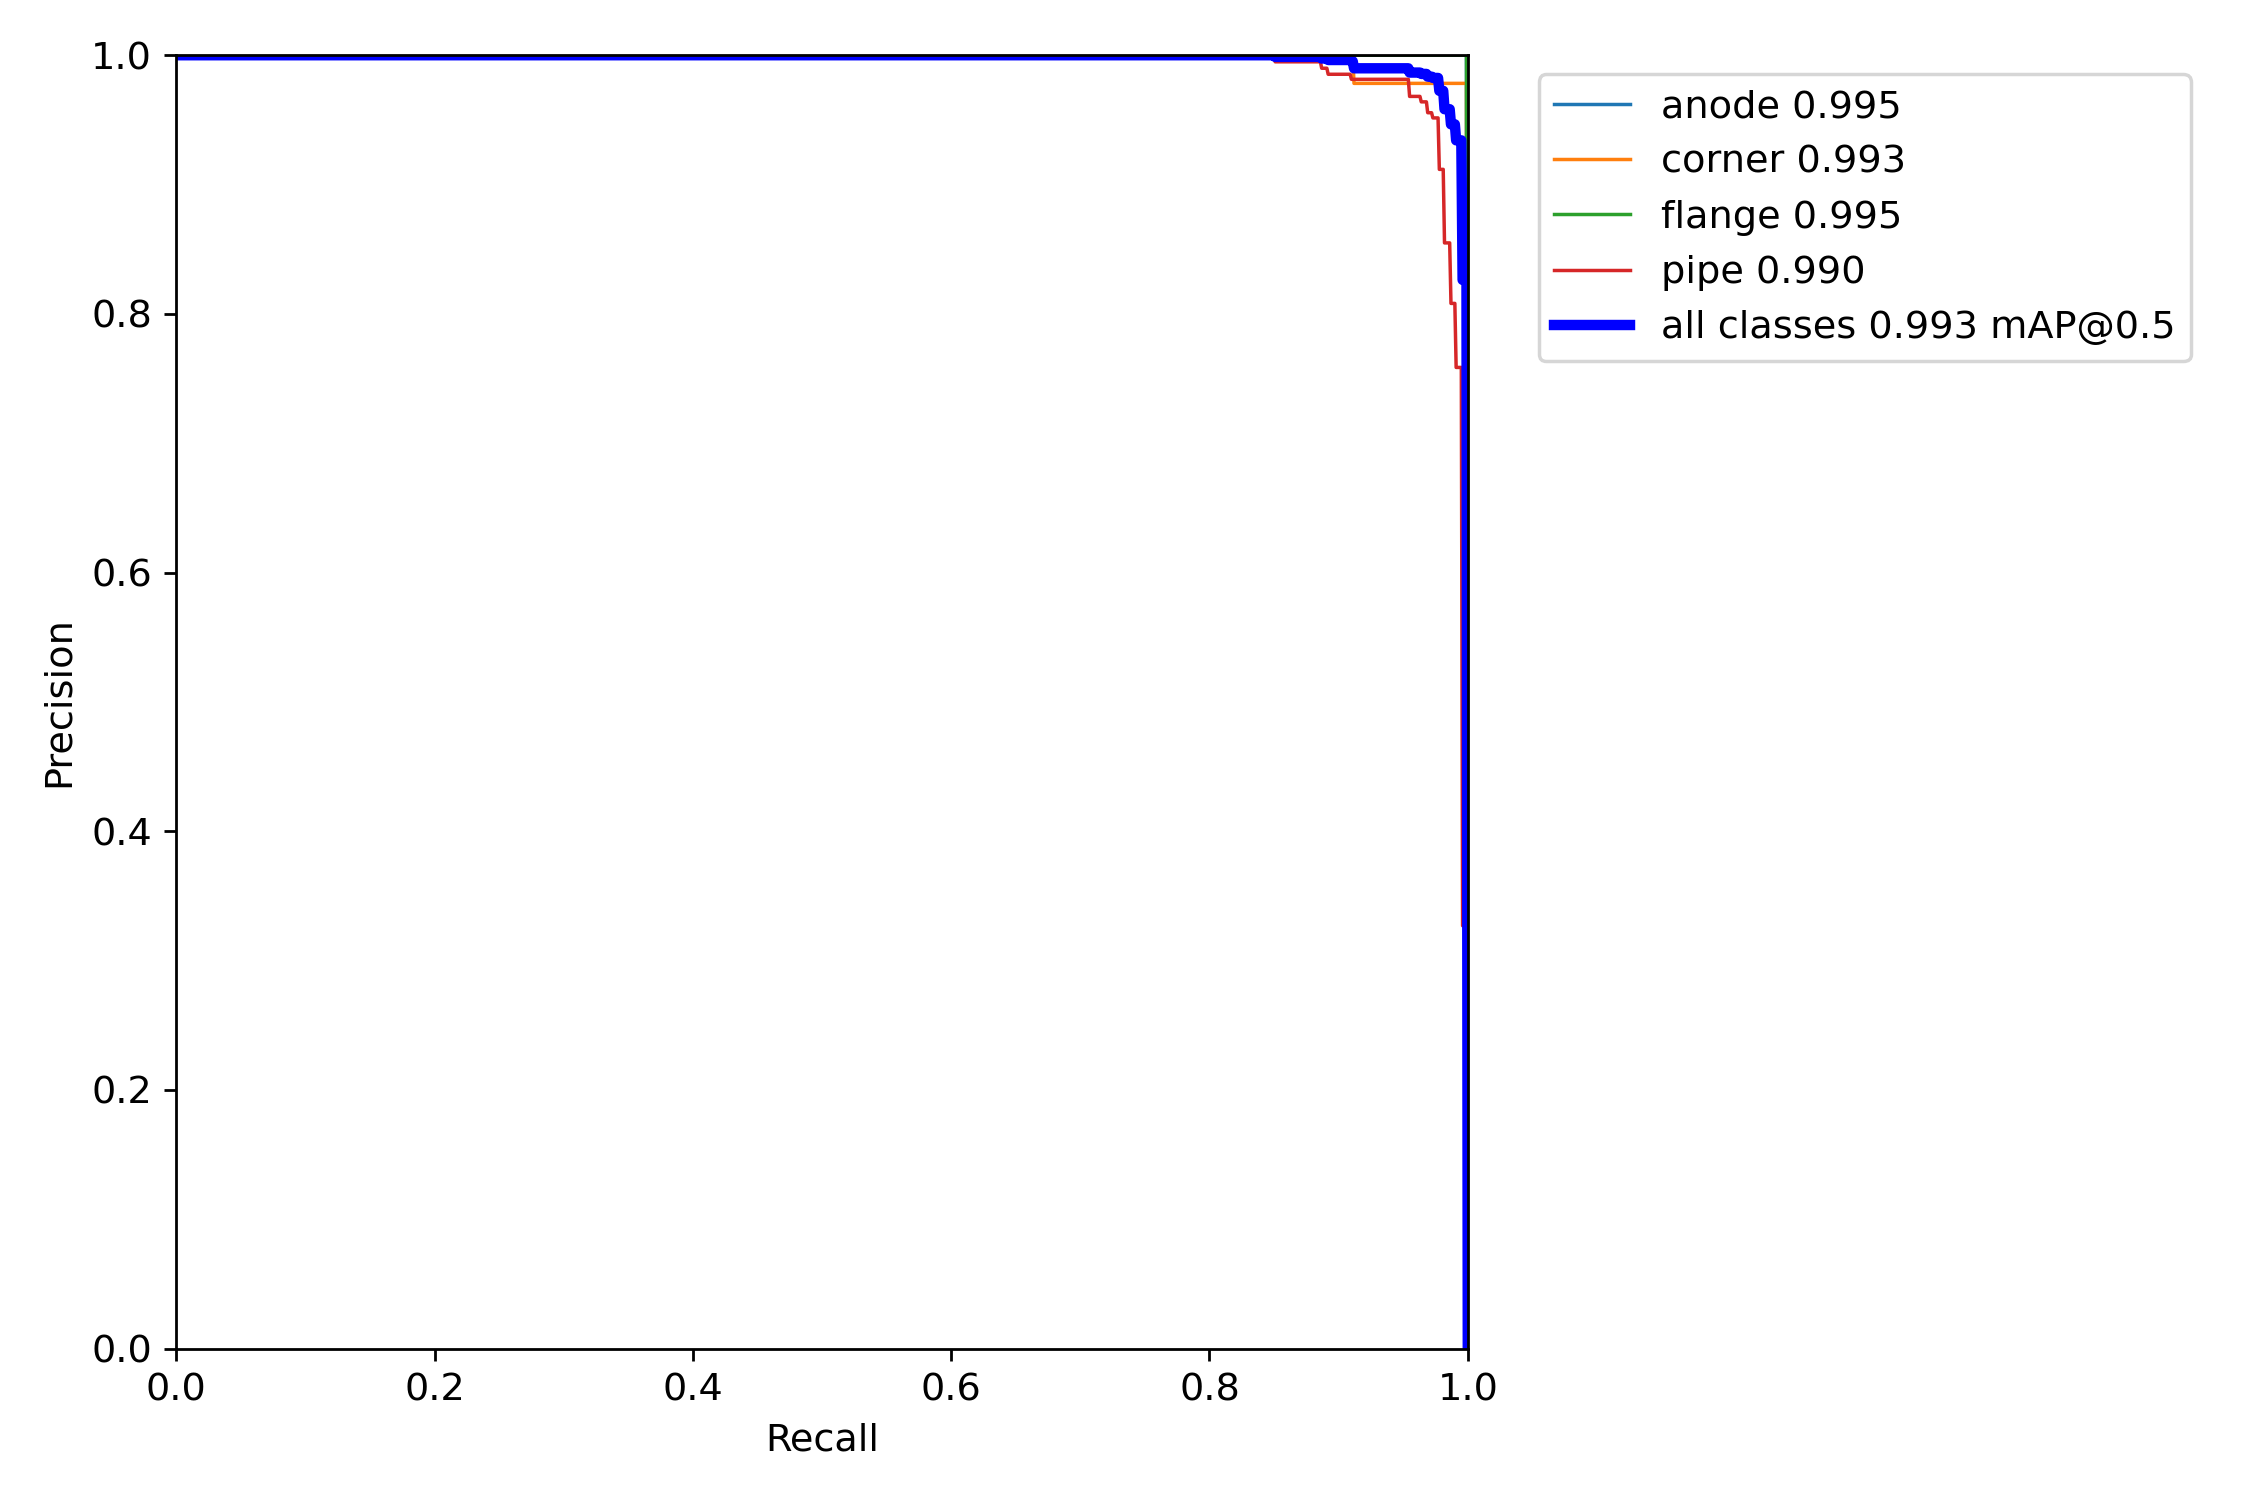 1.0
0.8
0.6
0.4
0.2
0.0
0.0 0.2 0.4 0.6 0.8 1.0
Precision
Recall
anode 0.995
corner 0.993
flange 0.995
pipe 0.990
all classes 0.993 mAP@0.5